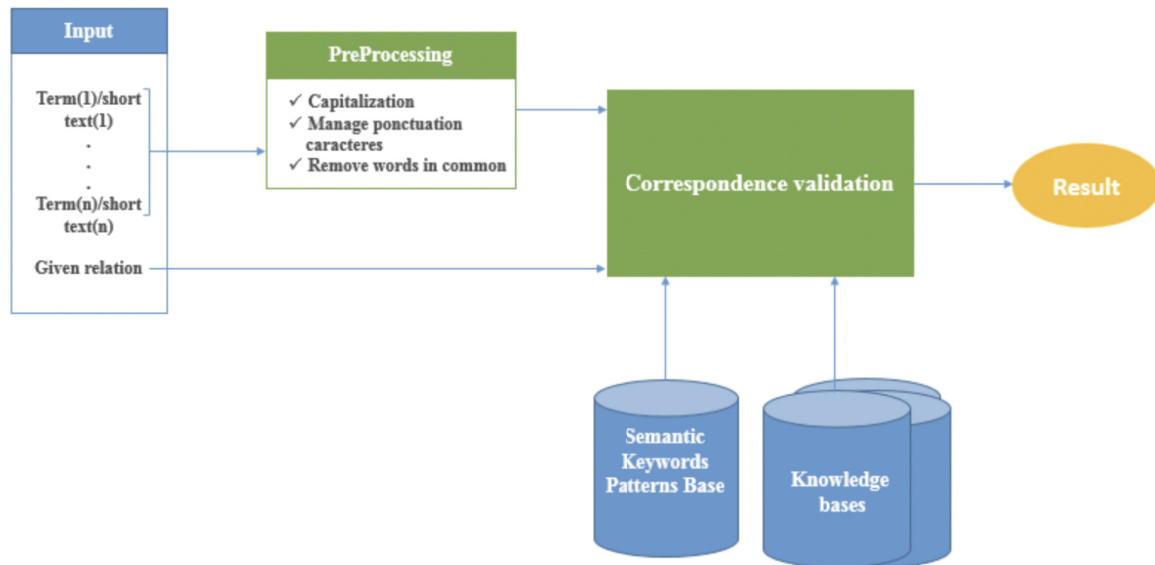 Input
Term(1)/short
text(1)
.
.
.
Term(n)/short
text(n)
Given relation
PreProcessing
✓ Capitalization
✓ Manage ponctuation
caracteres
✓ Remove words in common
Correspondence validation
Result
Semantic
Keywords
Patterns Base
Knowledge
bases